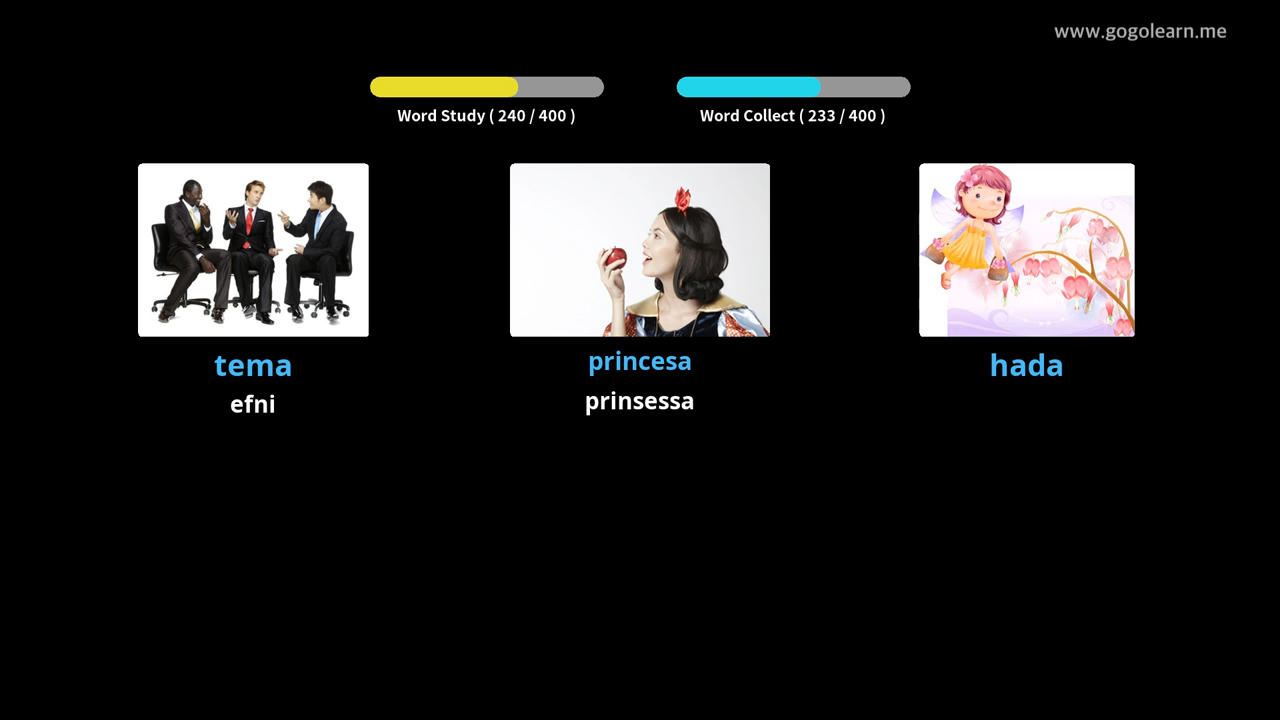 www.gogolearn.me
Word Study ( 240 / 400 )
Word Collect ( 233 / 400 )
tema
efni
princesa
prinsessa
hada